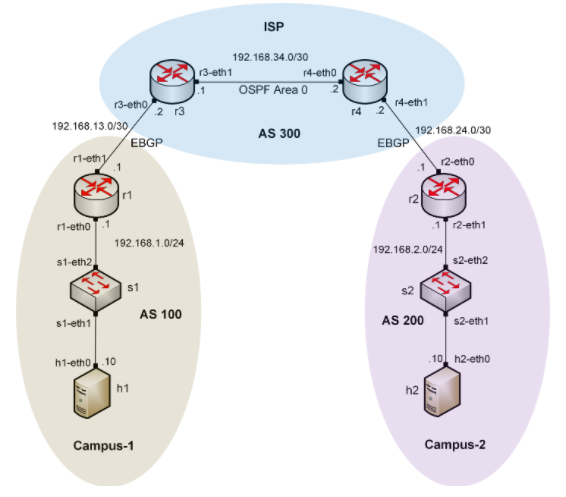 ISP
192.168.34.0/30
r3-eth1
r4-eth0
.1
OSPF Area 0
.2
r3-eth0
.2
r3
r4
.2
r4-eth1
192.168.13.0/30
AS 300
192.168.24.0/30
EBGP
EBGP
r1-eth1
.1
.1
r2-eth0
r1
r2
r1-eth0
.1
.1
r2-eth1
192.168.1.0/24
192.168.2.0/24
s1-eth2
s2-eth2
s1
s2
s1-eth1
AS 100
AS 200
s2-eth1
h1-eth0
.10
.10
h2-eth0
h1
h2
Campus-1
Campus-2